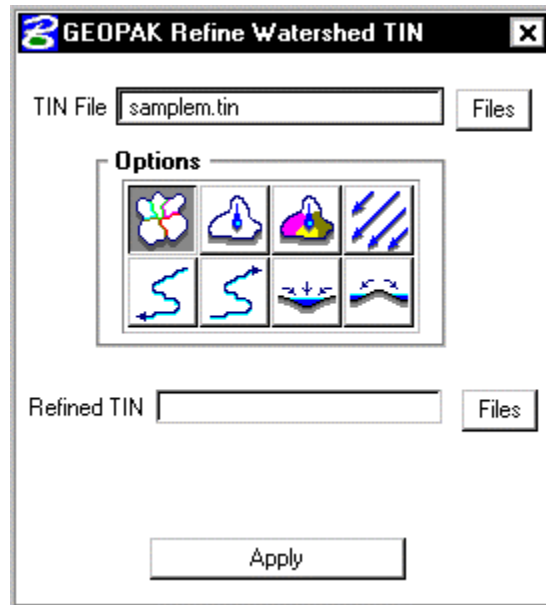 GEOPAK Refine Watershed TIN
TIN File samplem.tin Files
Options
Refined TIN Files
Apply